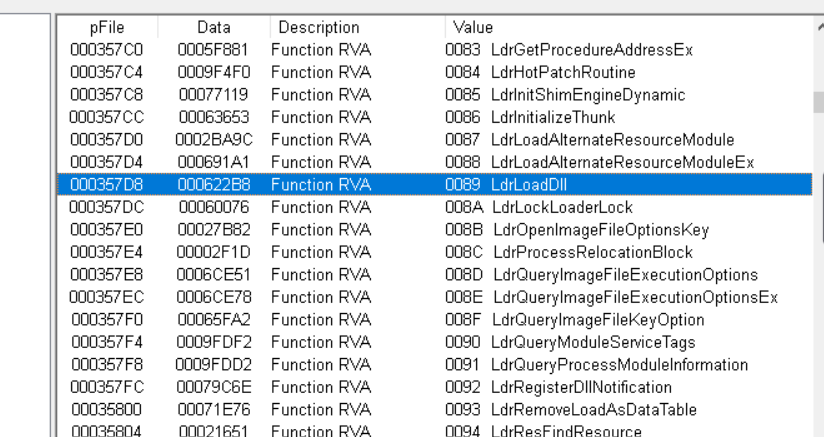 pFile Data Description Value
000357C0 0005F881 Function RVA 0083 LdrGetProcedureAddressEx
000357C4 0009F4F0 Function RVA 0084 LdrHotPatchRoutine
000357C8 00077119 Function RVA 0085 LdrInitShimEngineDynamic
000357CC 00063653 Function RVA 0086 LdrInitializeThunk
000357D0 0002BA9C Function RVA 0087 LdrLoadAlternateResourceModule
000357D4 000691A1 Function RVA 0088 LdrLoadAlternateResourceModuleEx
000357D8 000622B8 Function RVA 0089 LdrLoadDll
000357DC 00060076 Function RVA 008A LdrLockLoaderLock
000357E0 00027B82 Function RVA 008B LdrOpenImageFileOptionsKey
000357E4 00002F1D Function RVA 008C LdrProcessRelocationBlock
000357E8 0006CE51 Function RVA 008D LdrQueryImageFileExecutionOptions
000357EC 0006CE78 Function RVA 008E LdrQueryImageFileExecutionOptionsEx
000357F0 00065FA2 Function RVA 008F LdrQueryImageFileKeyOption
000357F4 0009FDF2 Function RVA 0090 LdrQueryModuleServiceTags
000357F8 0009FDD2 Function RVA 0091 LdrQueryProcessModuleInformation
000357FC 00079C6E Function RVA 0092 LdrRegisterDllNotification
00035800 00071E76 Function RVA 0093 LdrRemoveLoadAsDataTable
00035804 00021651 Function RVA 0094 LdrResFindResource